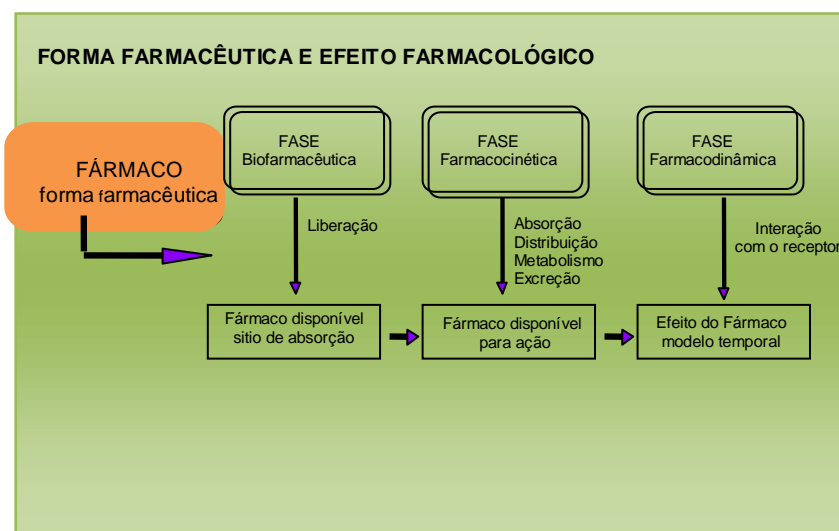 FORMA FARMACÊUTICA E EFEITO FARMACOLÓGICO
FÁRMACO
forma farmacêutica
FASE
Biofarmacêutica
FASE
Farmacocinética
FASE
Farmacodinâmica
Liberação
Absorção
Distribuição
Metabolismo
Excreção
Interação
com o receptor
Fármaco disponível
sitio de absorção
Fármaco disponível
para ação
Efeito do Fármaco
modelo temporal